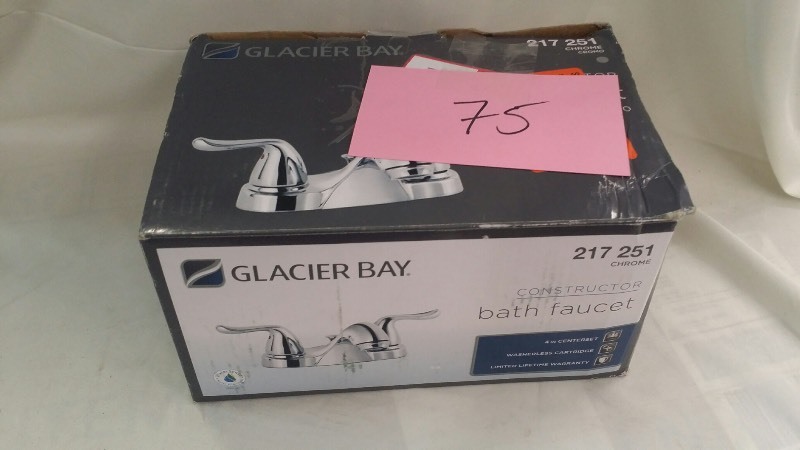 GLACIER BAY
217 251
CHROME
CROMO
75
GLACIER BAY
217 251
CHROME
CONSTRUCTOR
bath faucet
4 IN CENTERSET
WASHERLESS CARTRIDGE
LIMITED LIFETIME WARRANTY